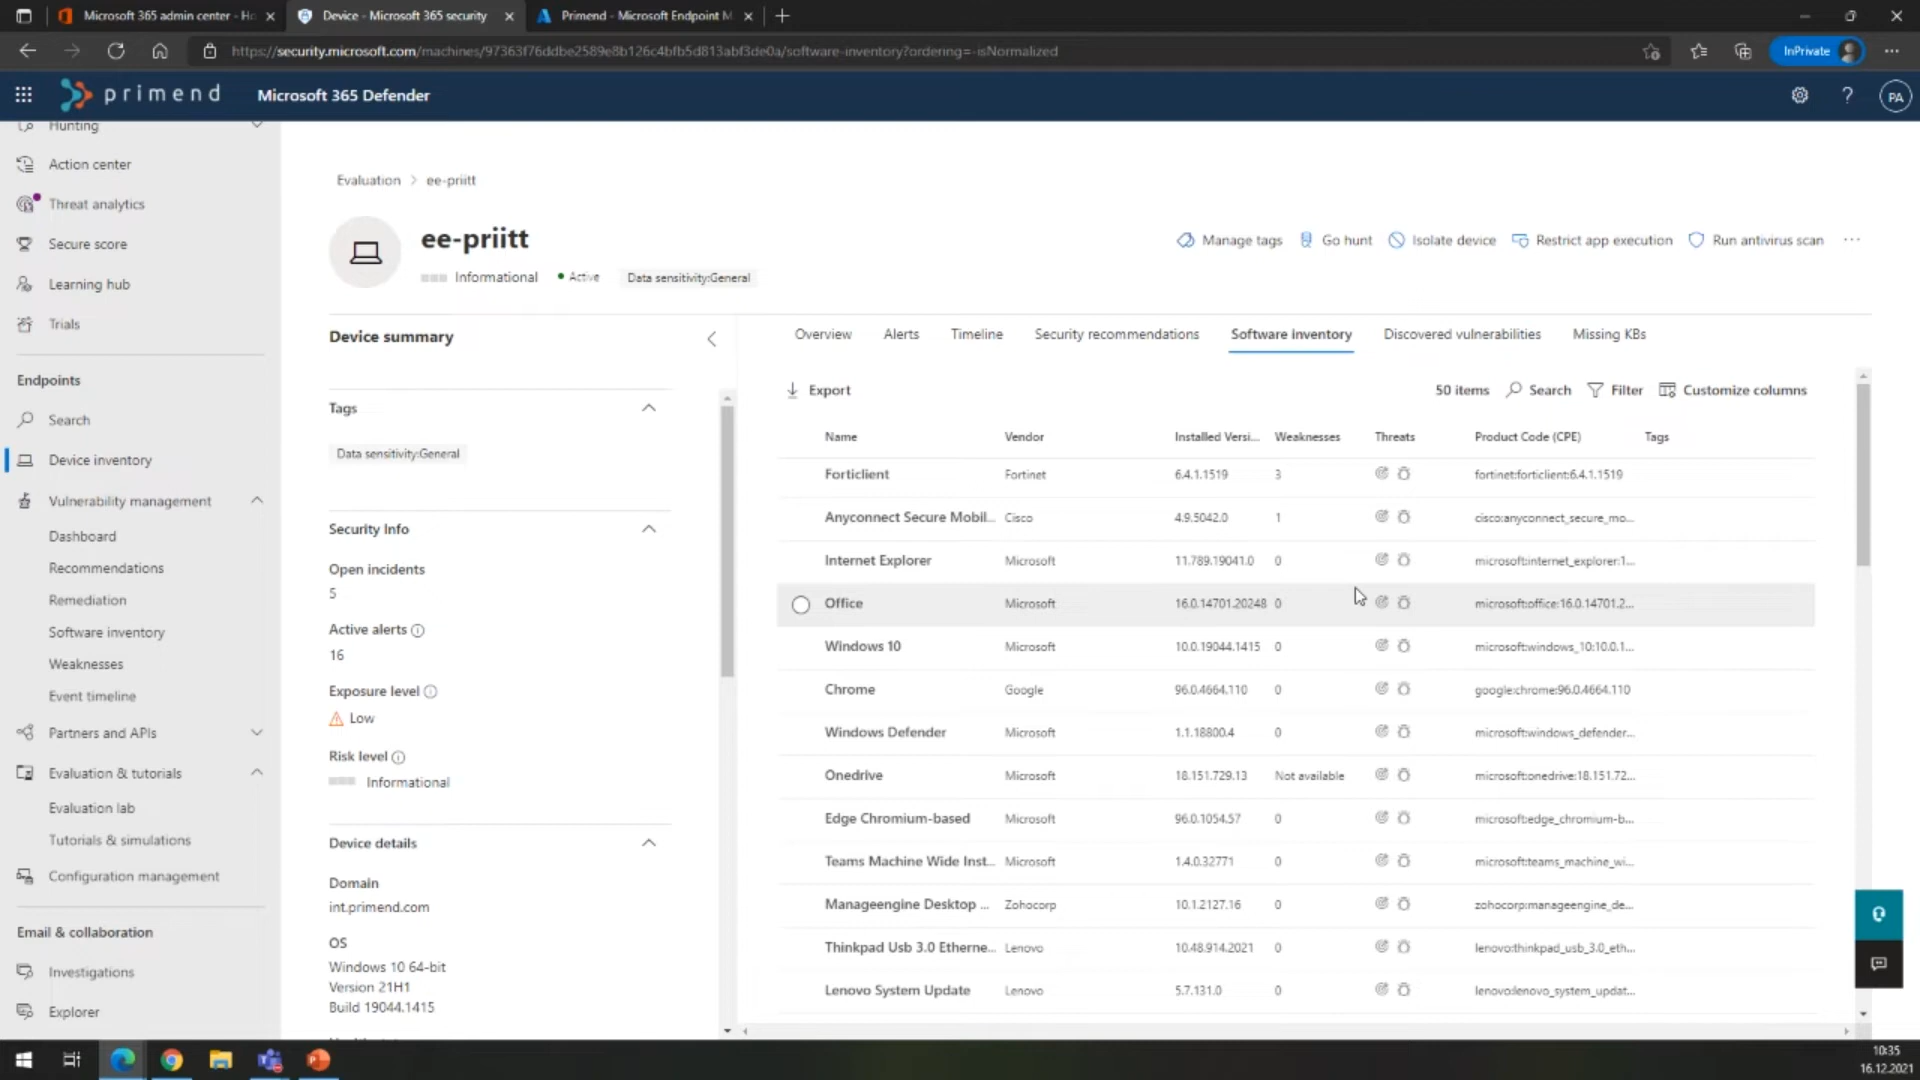 Microsoft 365 admin center - Ho
Device - Microsoft 365 security
Primend - Microsoft Endpoint M
https://security.microsoft.com/machines/97363f76ddbe2589e8b126c4bfb5d813abf3de0a/software-inventory?ordering=-isNormalized
InPrivate
primend
Microsoft 365 Defender
PA
Hunting
Action center
Threat analytics
Secure score
Learning hub
Trials
Endpoints
Search
Device inventory
Vulnerability management
Dashboard
Recommendations
Remediation
Software inventory
Weaknesses
Event timeline
Partners and APIs
Evaluation & tutorials
Evaluation lab
Tutorials & simulations
Configuration management
Email & collaboration
Investigations
Explorer
Evaluation > ee-priitt
ee-priitt
Informational Active Data sensitivity:General
Manage tags Go hunt Isolate device Restrict app execution Run antivirus scan ...
Device summary
Tags
Data sensitivity:General
Security Info
Open incidents
5
Active alerts
16
Exposure level
Low
Risk level
Informational
Device details
Domain
int.primend.com
OS
Windows 10 64-bit
Version 21H1
Build 19044.1415
Overview Alerts Timeline Security recommendations Software inventory Discovered vulnerabilities Missing KBs
Export 50 items Search Filter Customize columns
Name Vendor Installed Versi... Weaknesses Threats Product Code (CPE) Tags
Forticlient Fortinet 6.4.1.1519 3 fortinet:forticlient:6.4.1.1519
Anyconnect Secure Mobil... Cisco 4.9.5042.0 1 cisco:anyconnect_secure_mo...
Internet Explorer Microsoft 11.789.19041.0 0 microsoft:internet_explorer:1...
Office Microsoft 16.0.14701.20248 0 microsoft:office:16.0.14701.2...
Windows 10 Microsoft 10.0.19044.1415 0 microsoft:windows_10:10.0.1...
Chrome Google 96.0.4664.110 0 google:chrome:96.0.4664.110
Windows Defender Microsoft 1.1.18800.4 0 microsoft:windows_defender...
Onedrive Microsoft 18.151.729.13 Not available microsoft:onedrive:18.151.72...
Edge Chromium-based Microsoft 96.0.1054.57 0 microsoft:edge_chromium-b...
Teams Machine Wide Inst... Microsoft 1.4.0.32771 0 microsoft:teams_machine_wi...
Manageengine Desktop ... Zohocorp 10.1.2127.16 0 zohocorp:manageengine_de...
Thinkpad Usb 3.0 Etherne... Lenovo 10.48.914.2021 0 lenovo:thinkpad_usb_3.0_eth...
Lenovo System Update Lenovo 5.7.131.0 0 lenovo:lenovo_system_updat...
10:35
16.12.2021